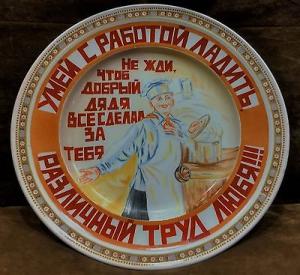 УМЕЙ С РАБОТОЙ ЛАДИТЬ
НЕ ЖДИ,
ЧТОБ
ДОБРЫЙ
ДЯДЯ
ВСЕ СДЕЛАЛ
ЗА
ТЕБЯ
РАЗЛИЧНЫЙ ТРУД ЛЮБЯ!!!